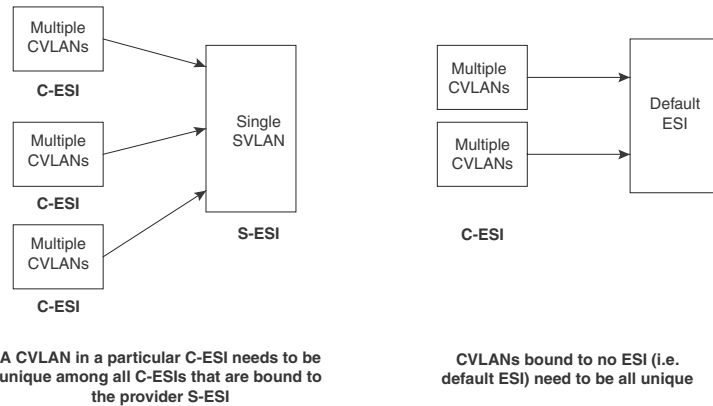 Multiple
CVLANs
C-ESI
Multiple
CVLANs
C-ESI
Multiple
CVLANs
C-ESI
Single
SVLAN
S-ESI
A CVLAN in a particular C-ESI needs to be
unique among all C-ESIs that are bound to
the provider S-ESI
Multiple
CVLANs
Multiple
CVLANs
C-ESI
Default
ESI
CVLANs bound to no ESI (i.e.
default ESI) need to be all unique